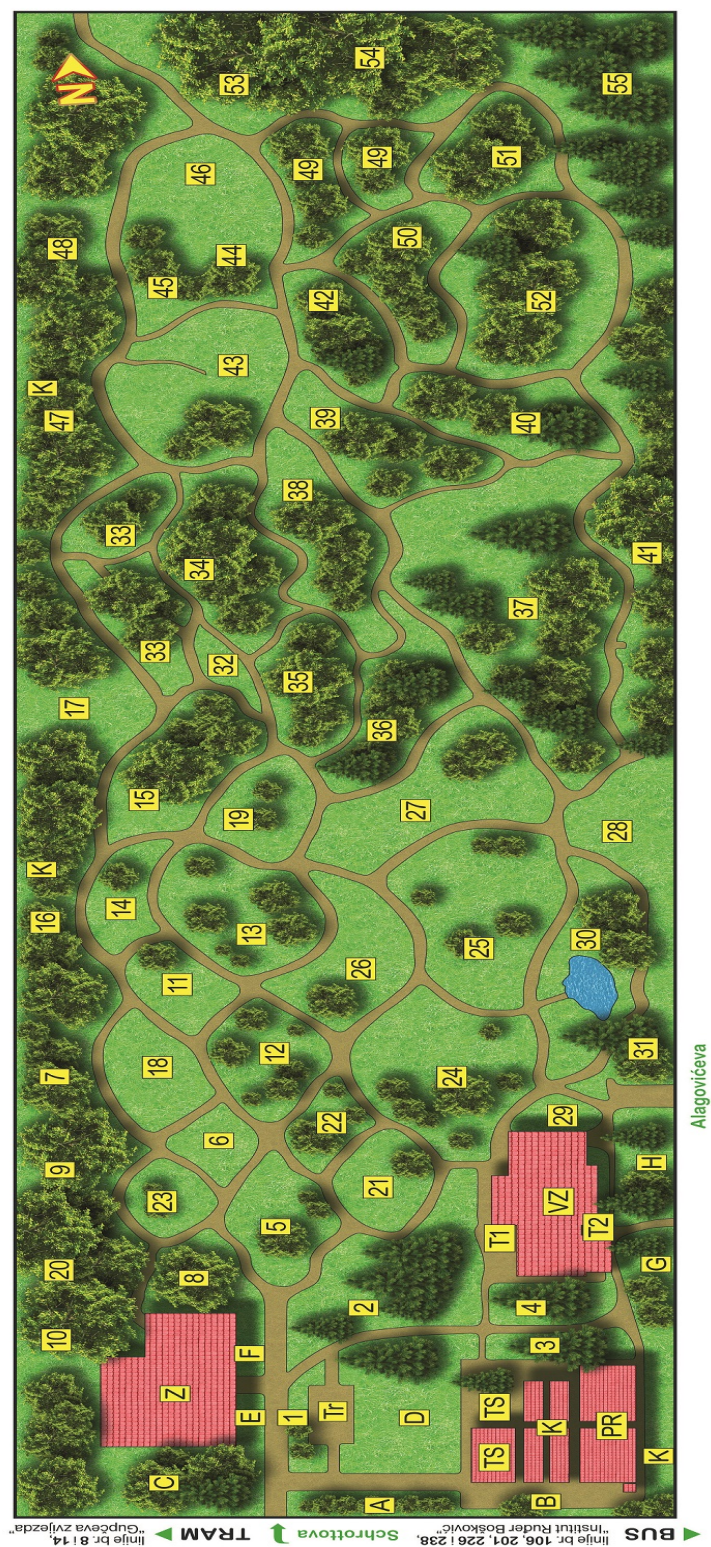 N
53
54
55
46
49
49
51
48
45
44
50
42
52
43
K
47
39
40
38
33
34
41
37
33
32
35
17
36
15
19
27
28
K
14
16
13
30
11
26
25
18
12
7
24
31
Alagovićeva
9
6
22
29
H
23
5
21
VZ
T1
T2
20
8
2
4
G
10
Z
F
3
E
1
Tr
D
TS
K
PR
C
TS
K
A
B
BUS
linije br. 106, 201, 226 i 238,
"Institut Ruđer Bošković"
Schrottova
TRAM
linije br. 8 i 14,
"Gupčeva zvijezda"